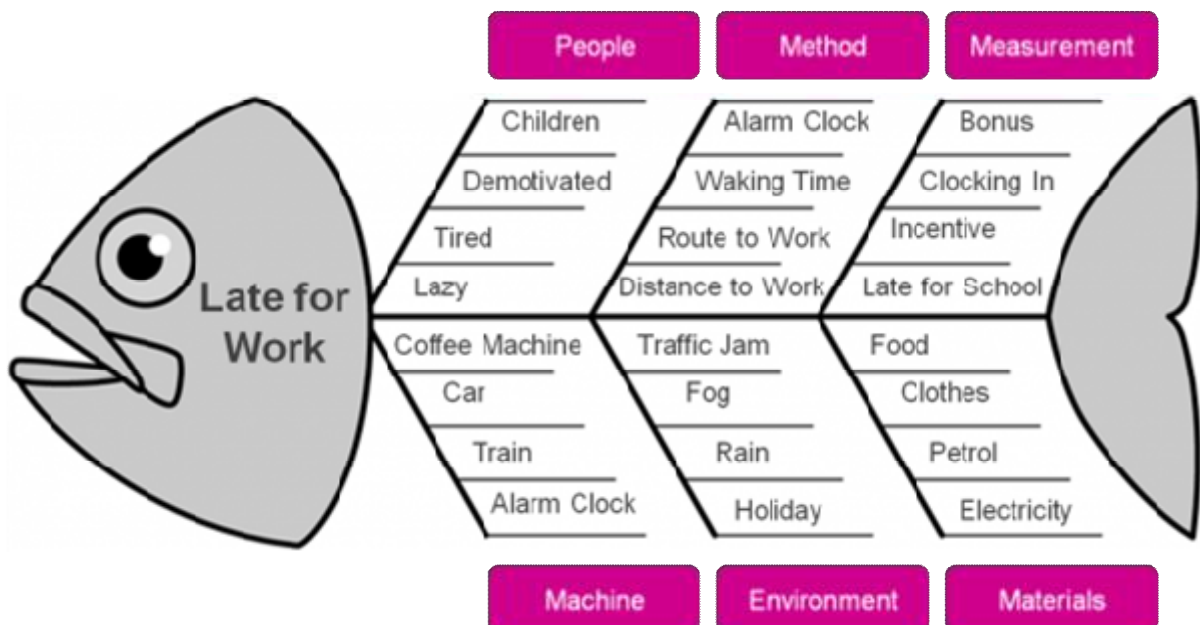 People
Method
Measurement
Children
Alarm Clock
Bonus
Demotivated
Waking Time
Clocking In
Tired
Route to Work
Incentive
Lazy
Distance to Work
Late for School
Late for
Work
Coffee Machine
Traffic Jam
Food
Car
Fog
Clothes
Train
Rain
Petrol
Alarm Clock
Holiday
Electricity
Machine
Environment
Materials